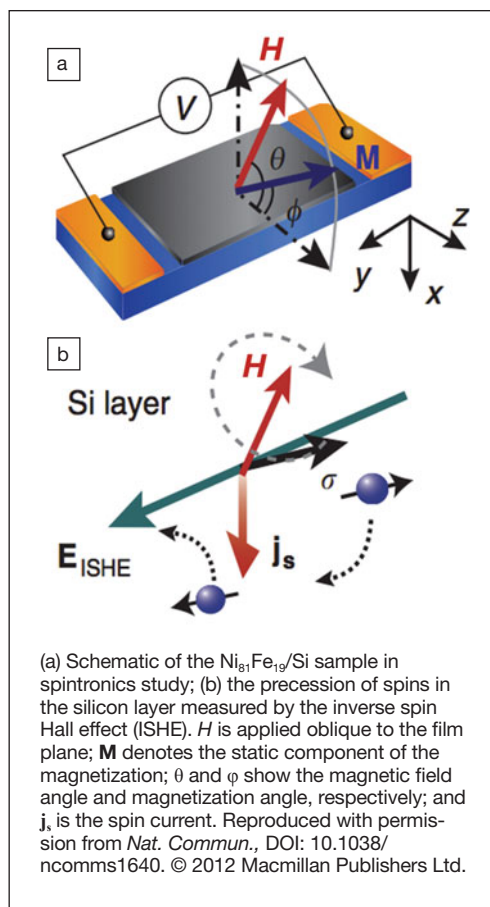 a
H
V
θ
M
ϕ
z
y
x
b
H
Si layer
σ
E_ISHE
j_s
(a) Schematic of the Ni₈₁Fe₁₉/Si sample in
spintronics study; (b) the precession of spins in
the silicon layer measured by the inverse spin
Hall effect (ISHE). H is applied oblique to the film
plane; M denotes the static component of the
magnetization; θ and φ show the magnetic field
angle and magnetization angle, respectively; and
j_s is the spin current. Reproduced with permis-
sion from Nat. Commun., DOI: 10.1038/
ncomms1640. © 2012 Macmillan Publishers Ltd.